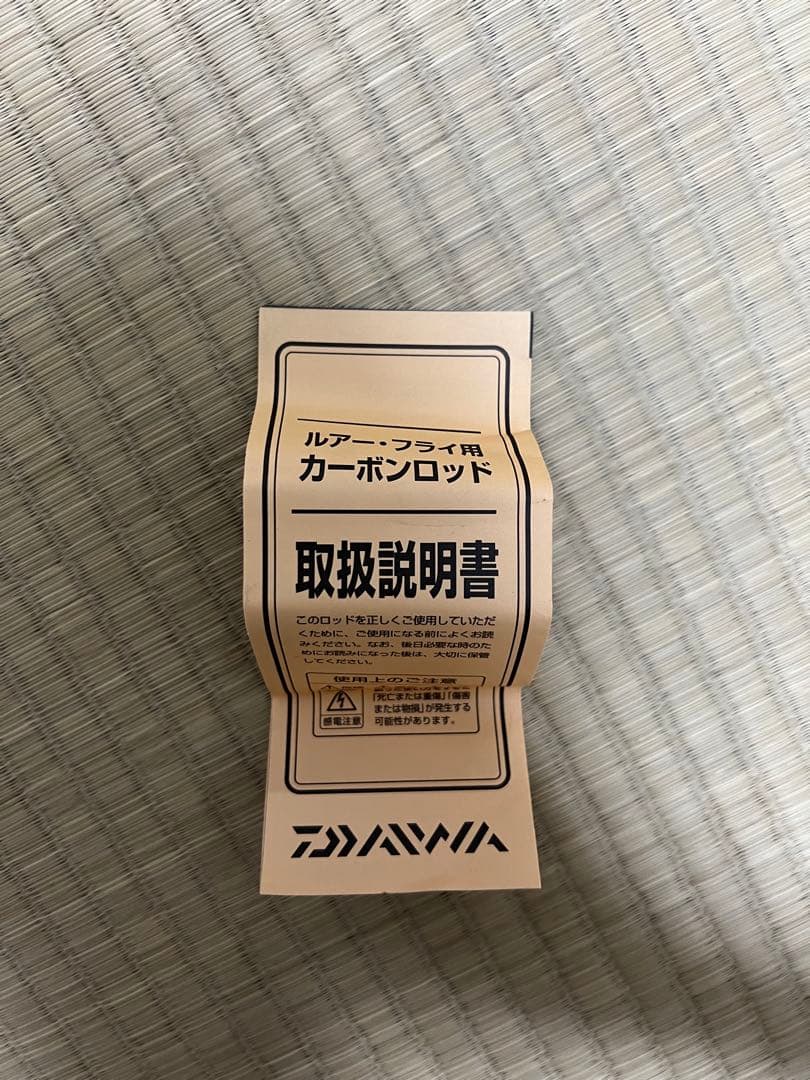 ルアー・フライ用
カーボンロッド
取扱説明書
このロッドを正しくご使用していただ
くために、ご使用になる前によくお読
みください。なお、後日必要な時のた
めにお読みになった後は、大切に保管
してください。
使用上のご注意
「死亡または重傷」「傷害
または物損」が発生する
可能性があります。
感電注意
DAIWA